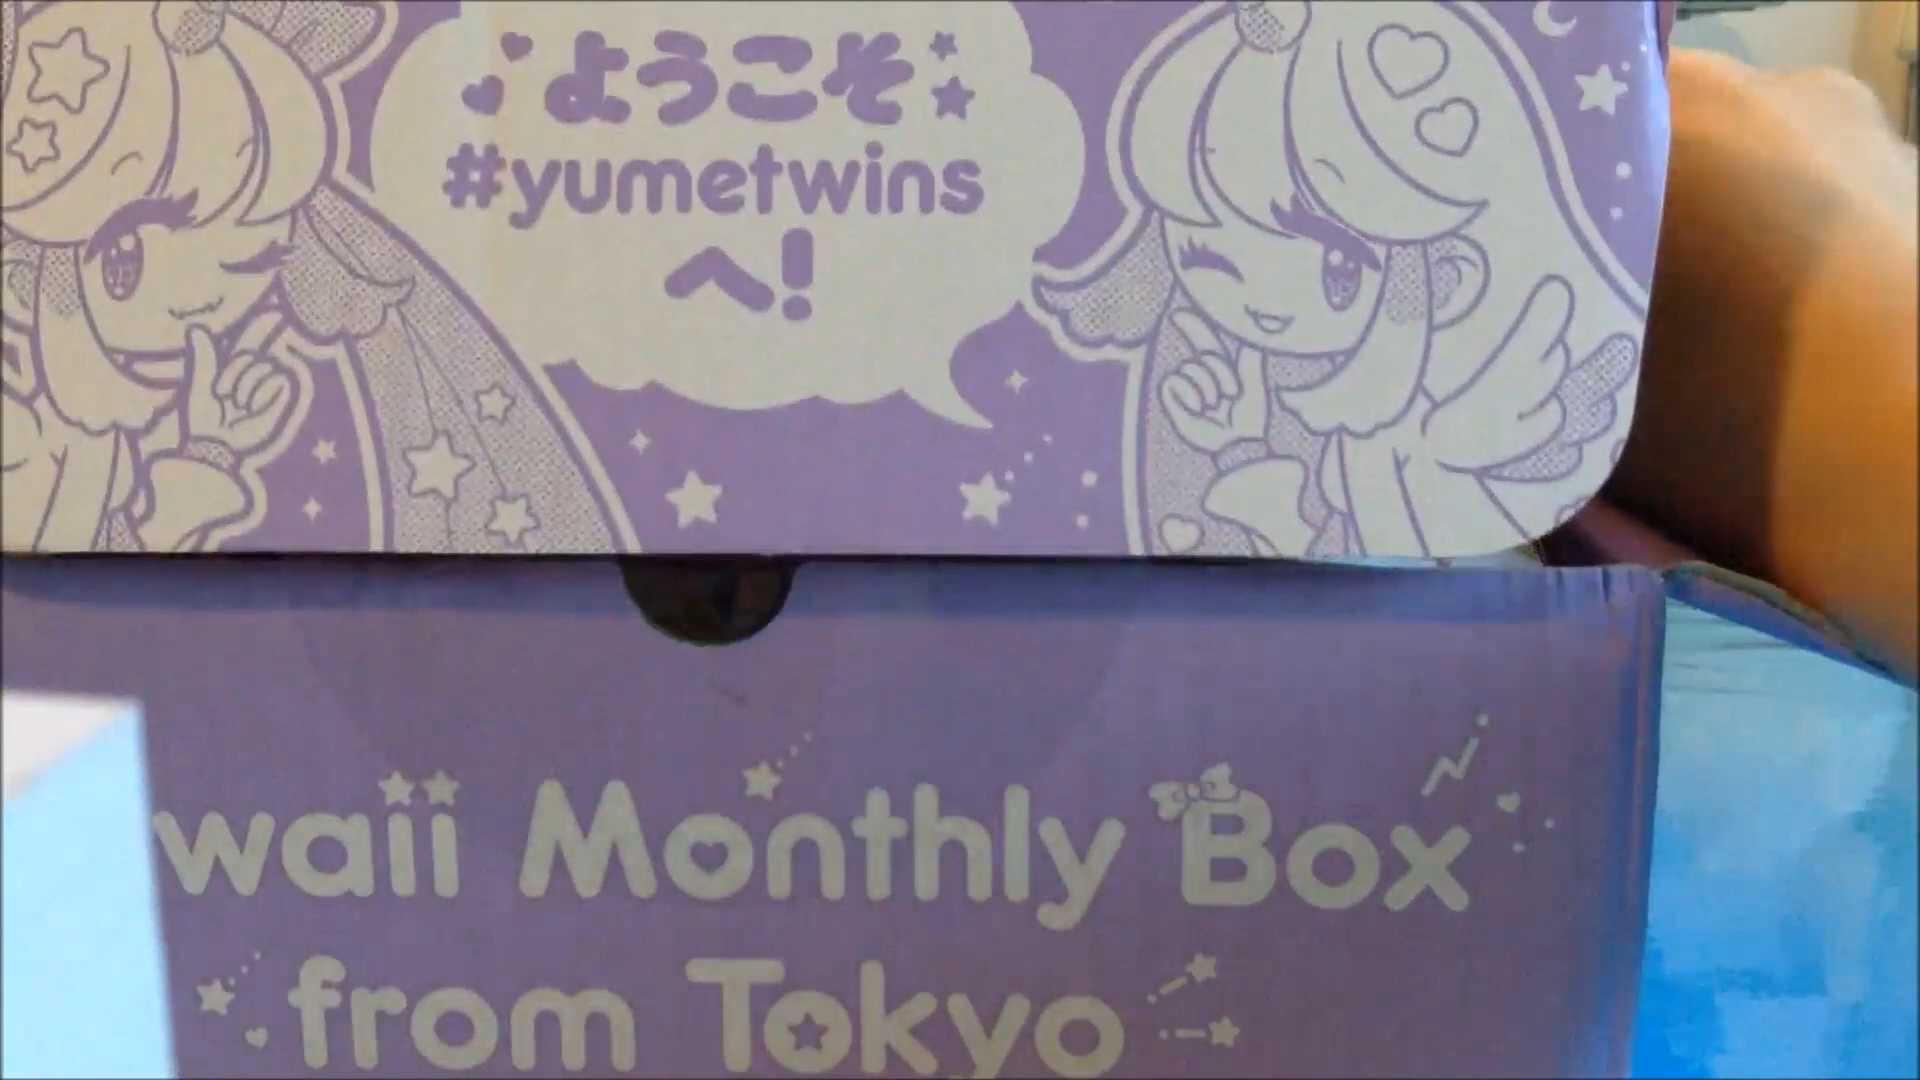 ようこそ
#yumetwins
へ!
waii Monthly Box
from Tokyo